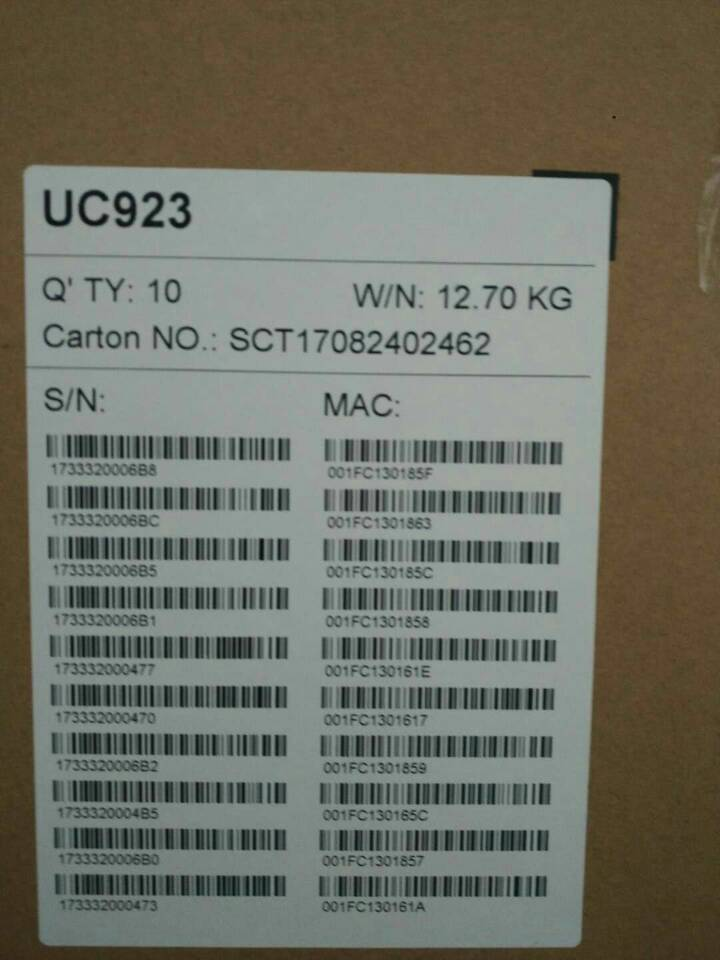 UC923
Q' TY: 10 W/N: 12.70 KG
Carton NO.: SCT17082402462
S/N: MAC:
1733320006B8 001FC130185F
1733320006BC 001FC1301863
1733320006B5 001FC130185C
1733320006B1 001FC1301858
173332000477 001FC130161E
173332000470 001FC1301617
1733320006B2 001FC1301859
1733320004B5 001FC130165C
1733320006B0 001FC1301857
173332000473 001FC130161A